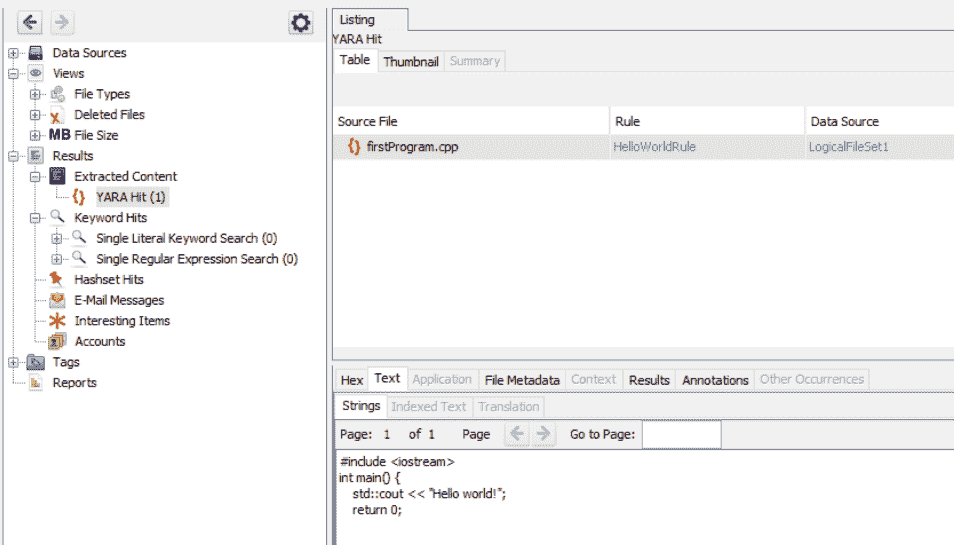 Data Sources
Views
File Types
Deleted Files
MB File Size
Results
Extracted Content
YARA Hit (1)
Keyword Hits
Single Literal Keyword Search (0)
Single Regular Expression Search (0)
Hashset Hits
E-Mail Messages
Interesting Items
Accounts
Tags
Reports
Listing
YARA Hit
Table Thumbnail Summary
Source File Rule Data Source
firstProgram.cpp HelloWorldRule LogicalFileSet1
Hex Text Application File Metadata Context Results Annotations Other Occurrences
Strings Indexed Text Translation
Page: 1 of 1 Page Go to Page:
#include <iostream>
int main() {
std::cout << "Hello world!";
return 0;